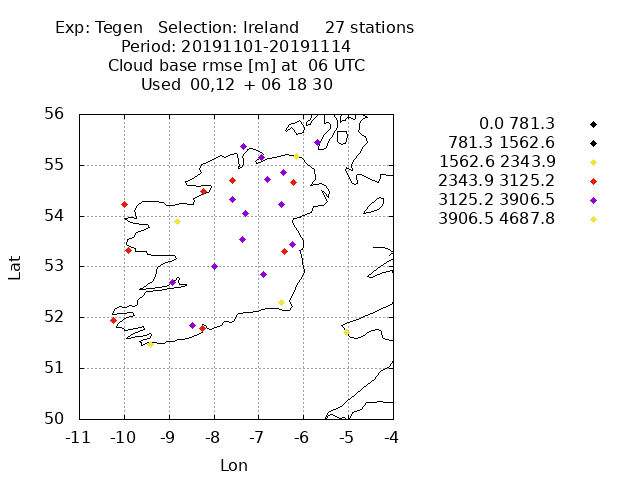 Exp: Tegen Selection: Ireland 27 stations
Period: 20191101-20191114
Cloud base rmse [m] at 06 UTC
Used 00,12 + 06 18 30
56
55
54
53
52
51
50
-11 -10 -9 -8 -7 -6 -5 -4
Lat
Lon
0.0 781.3
781.3 1562.6
1562.6 2343.9
2343.9 3125.2
3125.2 3906.5
3906.5 4687.8